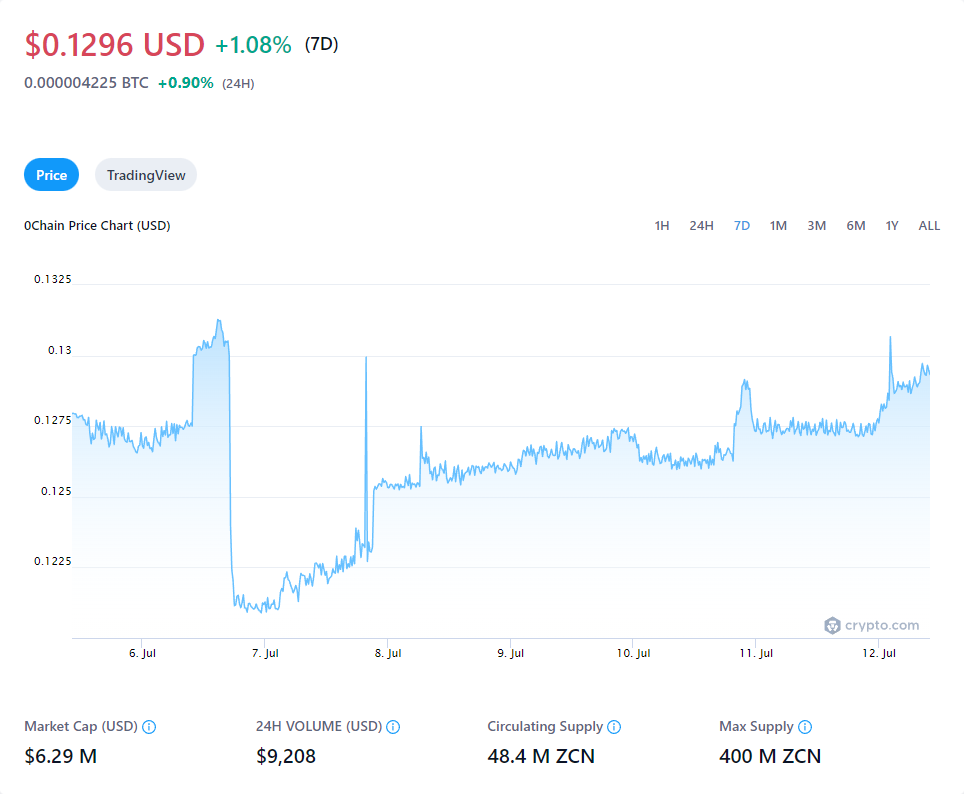 $0.1296 USD +1.08% (7D)
0.000004225 BTC +0.90% (24H)
Price TradingView
0Chain Price Chart (USD) 1H 24H 7D 1M 3M 6M 1Y ALL
0.1325
0.13
0.1275
0.125
0.1225
crypto.com
6. Jul 7. Jul 8. Jul 9. Jul 10. Jul 11. Jul 12. Jul
Market Cap (USD) 24H VOLUME (USD) Circulating Supply Max Supply
$6.29 M $9,208 48.4 M ZCN 400 M ZCN